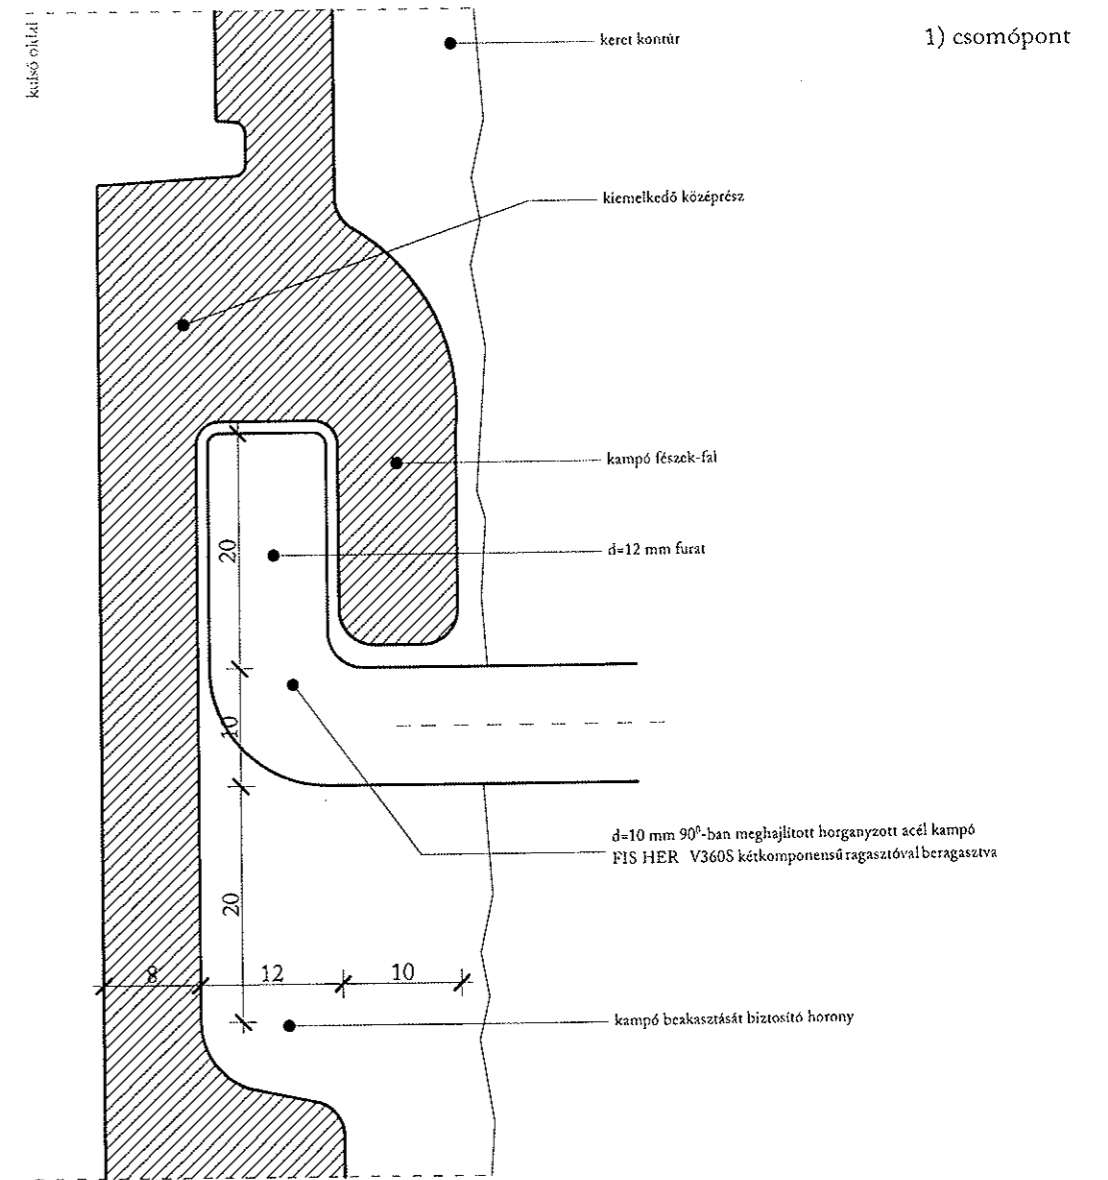 külső oldal
1) csomópont
keret kontúr
kiemelkedő középrész
kampó fészek-fal
d=12 mm furat
20
10
d=10 mm 90⁰-ban meghajlított horganyzott acél kampó
FIS HER V360S kétkomponensű ragasztóval beragasztva
20
8 12 10
kampó beakasztását biztosító horony